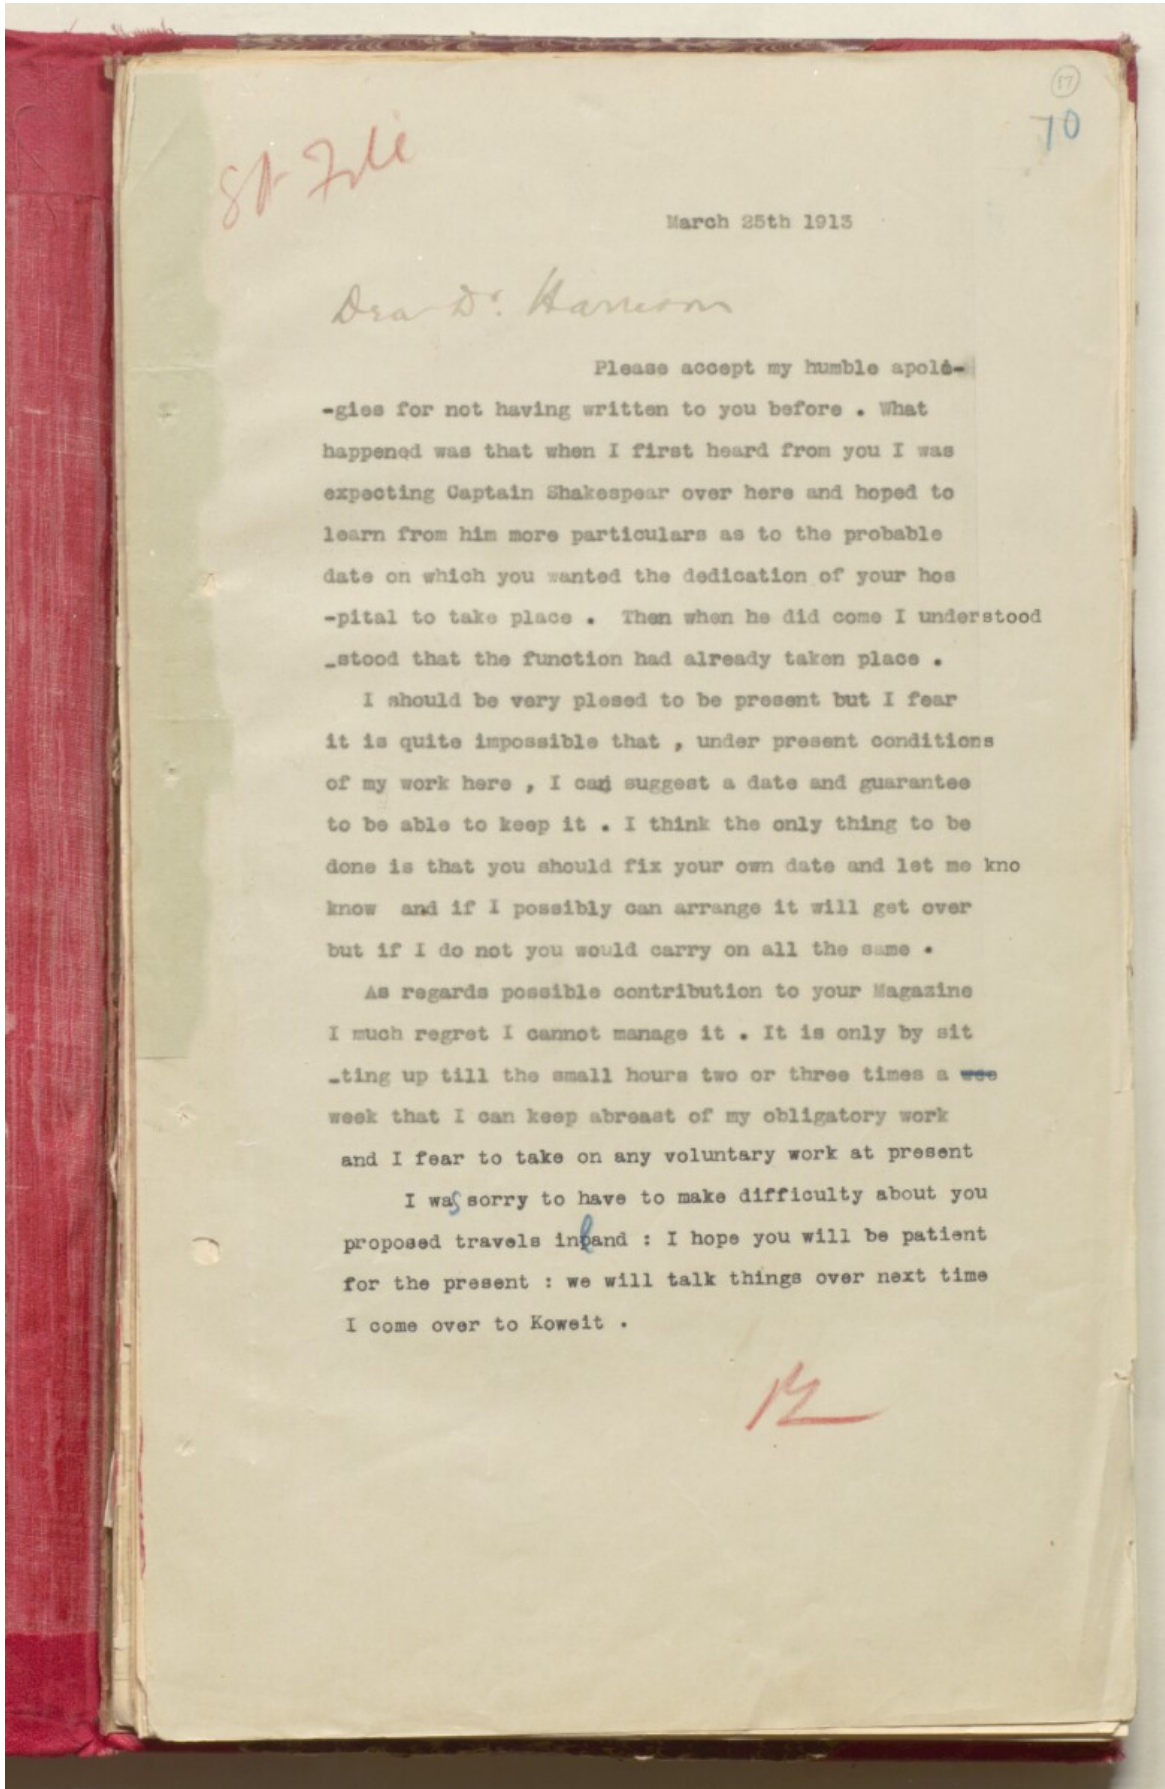 57
70
St File
March 25th 1913
Dear Dr. Harrison
Please accept my humble apolo-
-gies for not having written to you before . What
happened was that when I first heard from you I was
expecting Captain Shakespear over here and hoped to
learn from him more particulars as to the probable
date on which you wanted the dedication of your hos
-pital to take place . Then when he did come I understood
-stood that the function had already taken place .
I should be very plesed to be present but I fear
it is quite impossible that , under present conditions
of my work here , I can suggest a date and guarantee
to be able to keep it . I think the only thing to be
done is that you should fix your own date and let me kno
know and if I possibly can arrange it will get over
but if I do not you would carry on all the same .
As regards possible contribution to your Magazine
I much regret I cannot manage it . It is only by sit
-ting up till the small hours two or three times a wee
week that I can keep abreast of my obligatory work
and I fear to take on any voluntary work at present
I was sorry to have to make difficulty about you
proposed travels inland : I hope you will be patient
for the present : we will talk things over next time
I come over to Koweit .